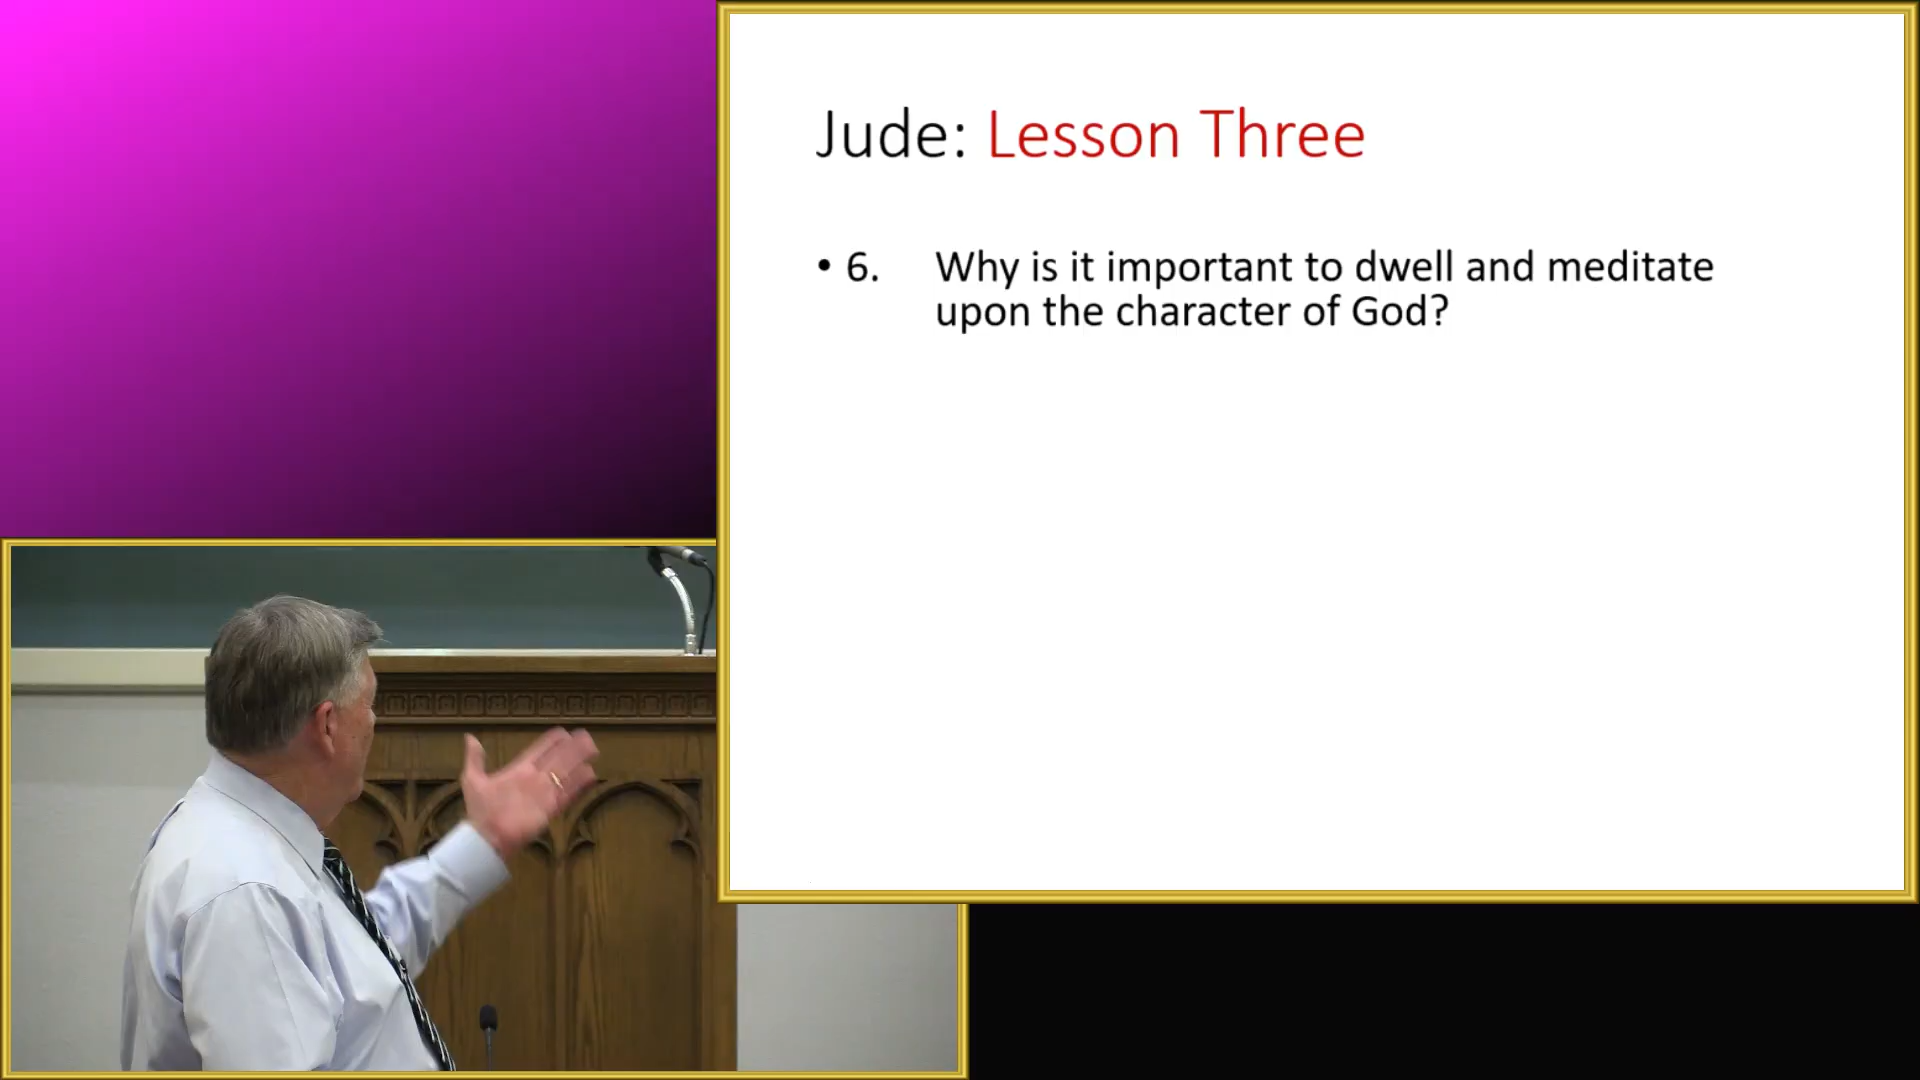 Jude: Lesson Three
• 6. Why is it important to dwell and meditate
upon the character of God?